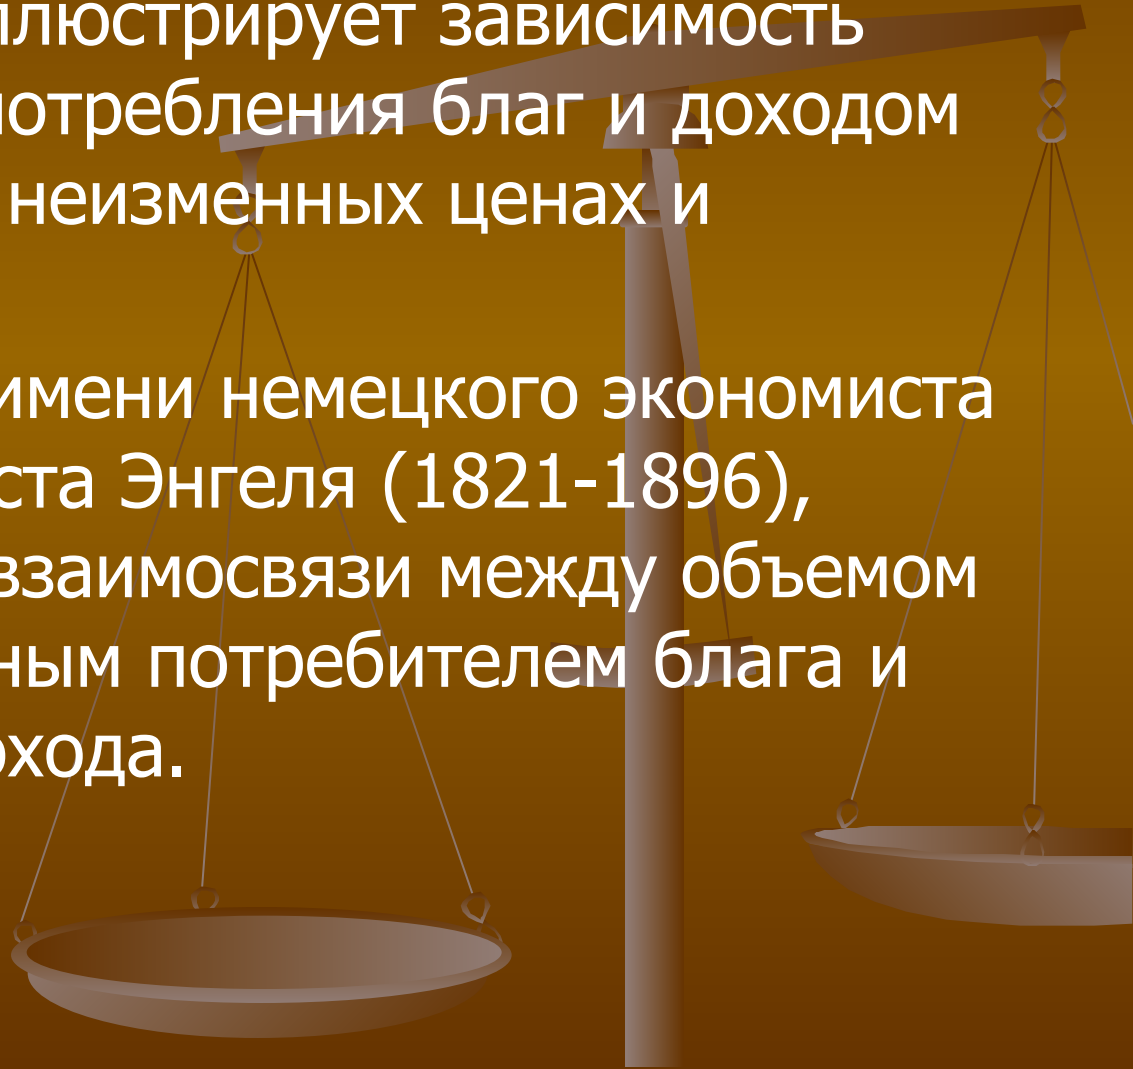 ллюстрирует зависимость
потребления благ и доходом
неизменных ценах и
имени немецкого экономиста
ста Энгеля (1821-1896),
взаимосвязи между объемом
ным потребителем блага и
охода.